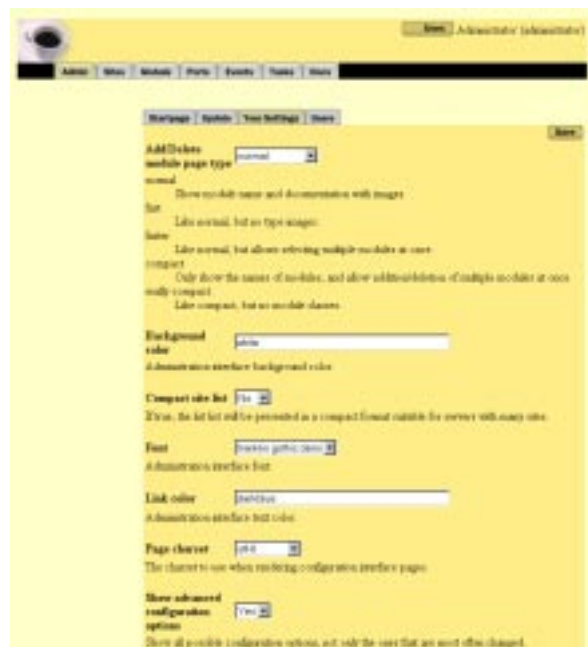 Save Administrator (administrator)
Admin Sites Globals Ports Events Tasks Docs
Startpage Update Your Settings Users
Save
Add/Delete
module page type normal
normal
Show module name and documentation with images
fast
Like normal, but no type images
faster
Like normal, but allows selecting multiple modules at once
compact
Only show the names of modules, and allow addition/deletion of multiple modules at once
really compact
Like compact, but no module classes
Background
color white
Administration interface background color.
Compact site list No
If true, the list will be presented in a compact format suitable for servers with many sites.
Font franklin gothic demi
Administration interface font.
Link color darkblue
Administration interface text color.
Page charset utf-8
The charset to use when rendering configuration interface pages
Show advanced
configuration
options Yes
Show all possible configuration options, not only the ones that are most often changed.